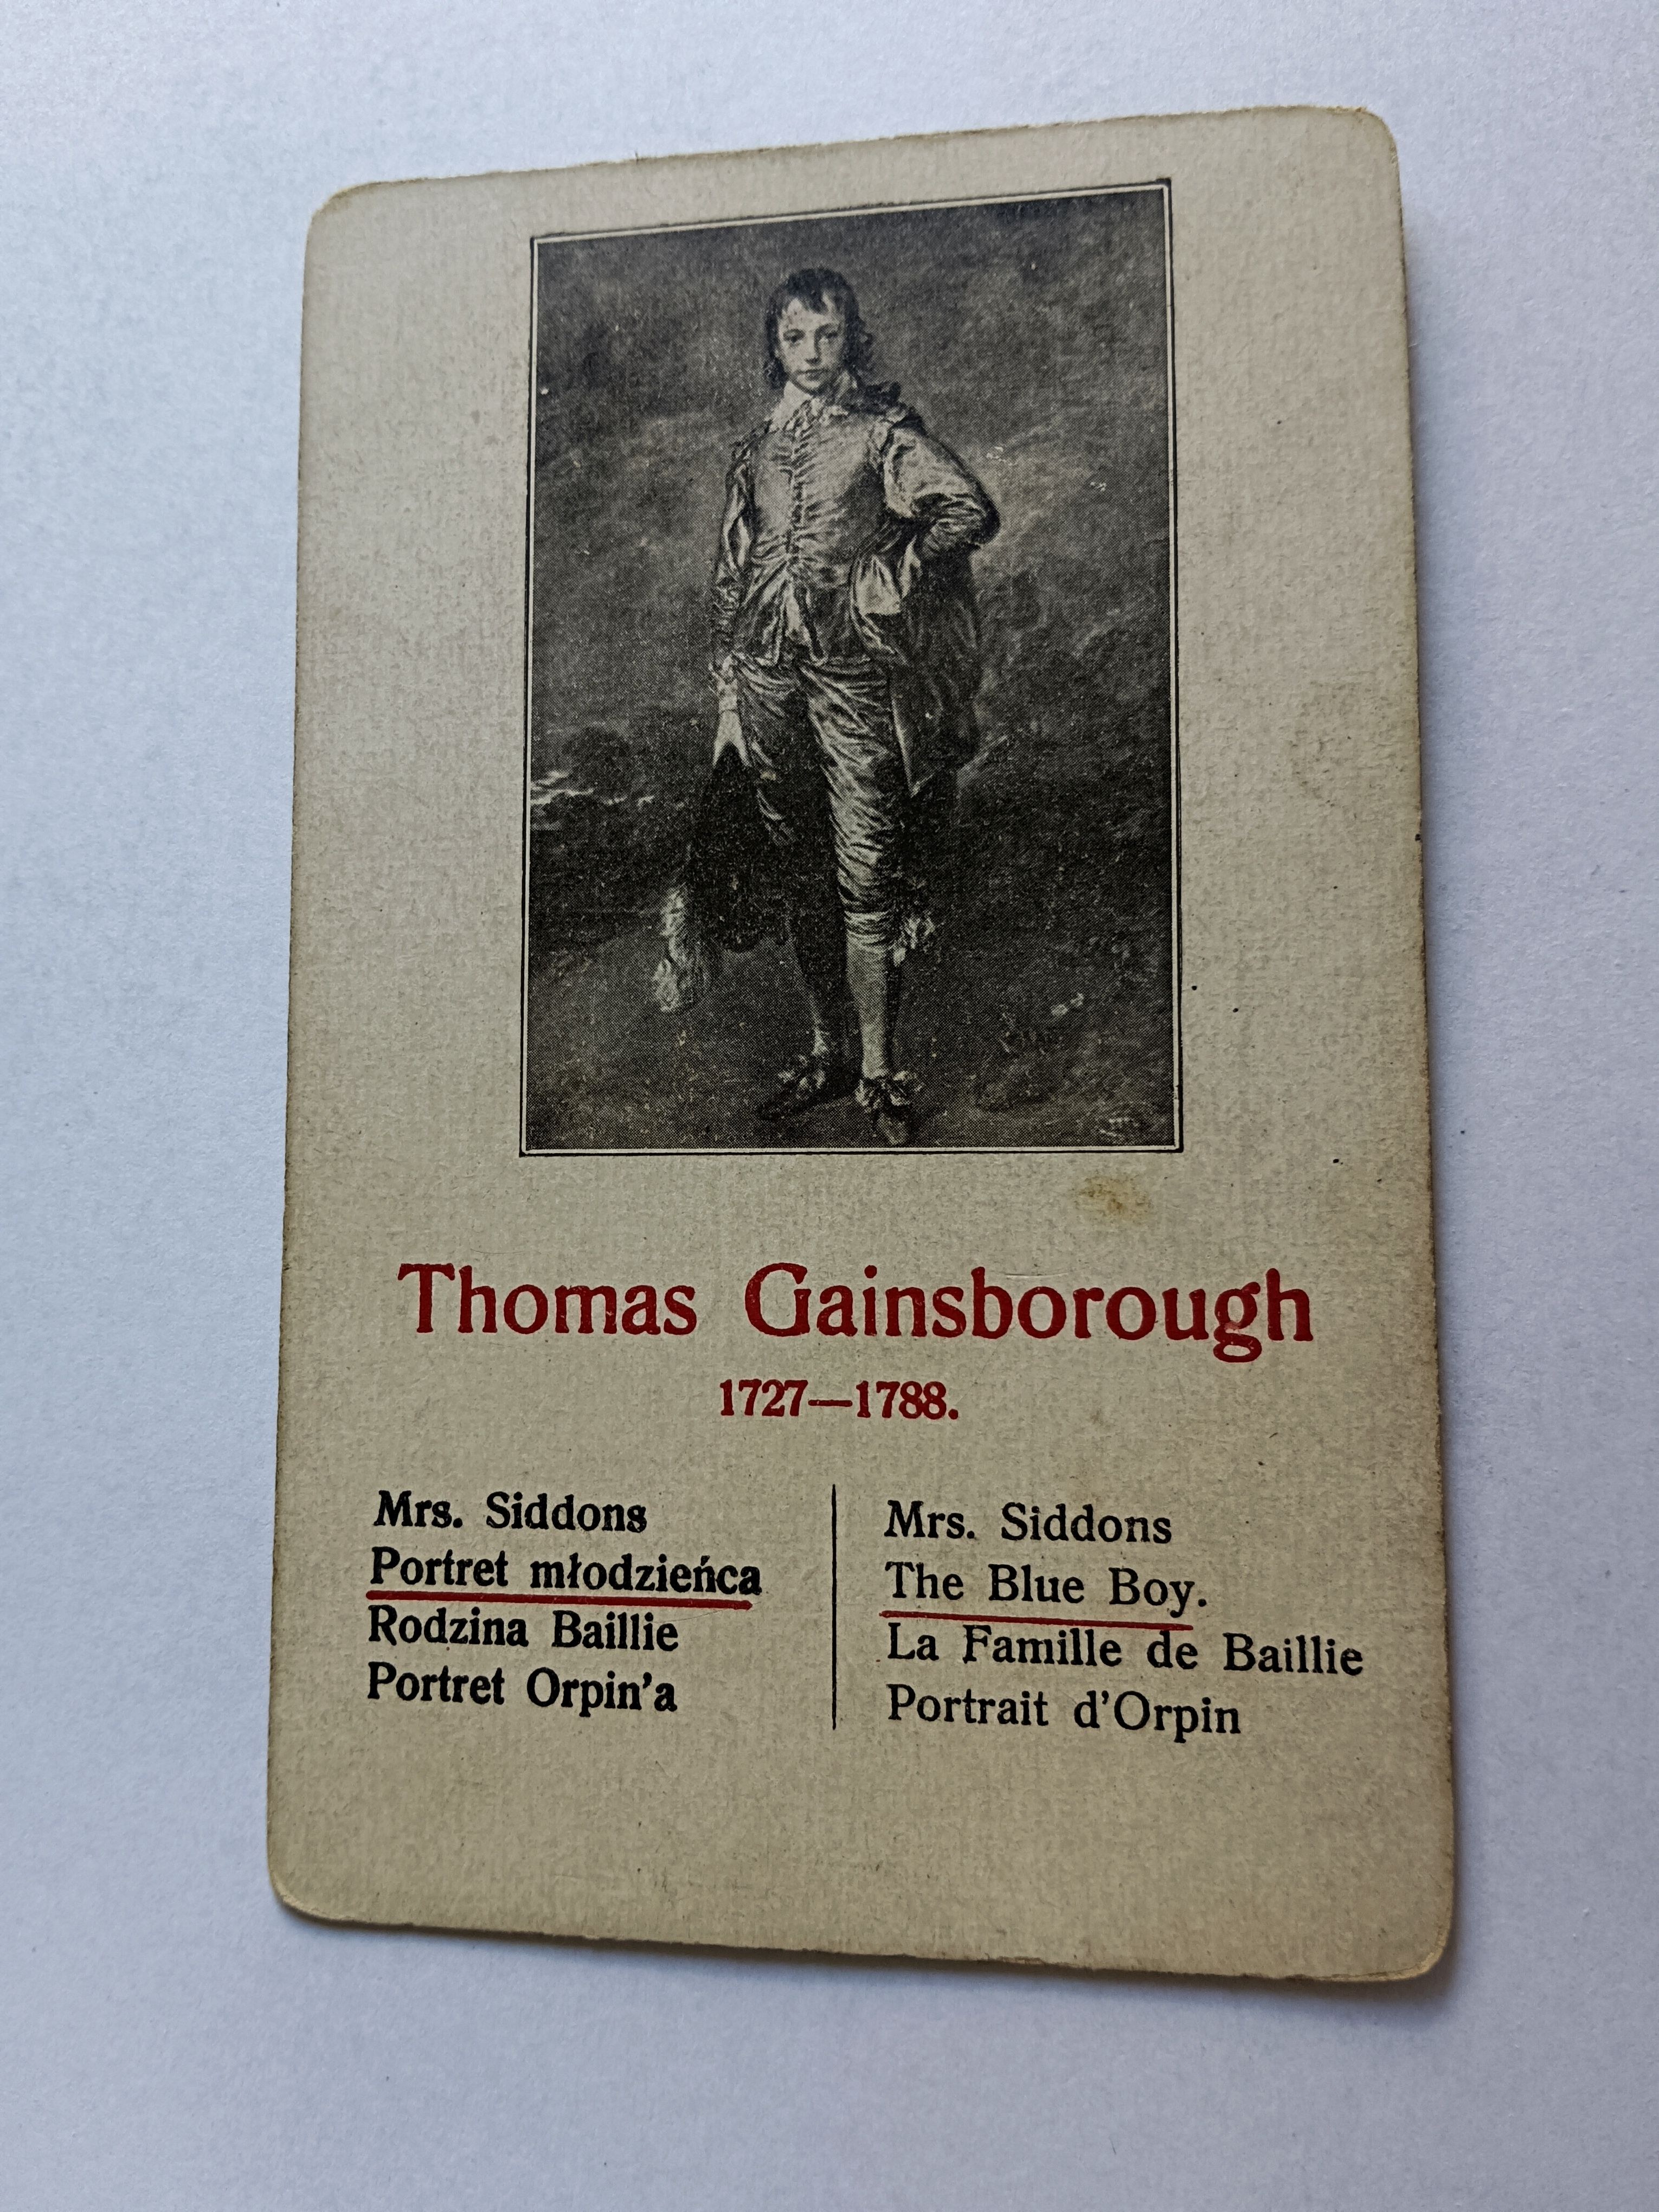 Thomas Gainsborough
1727—1788.
Mrs. Siddons
Portret młodzieńca
Rodzina Baillie
Portret Orpin'a
Mrs. Siddons
The Blue Boy.
La Famille de Baillie
Portrait d'Orpin